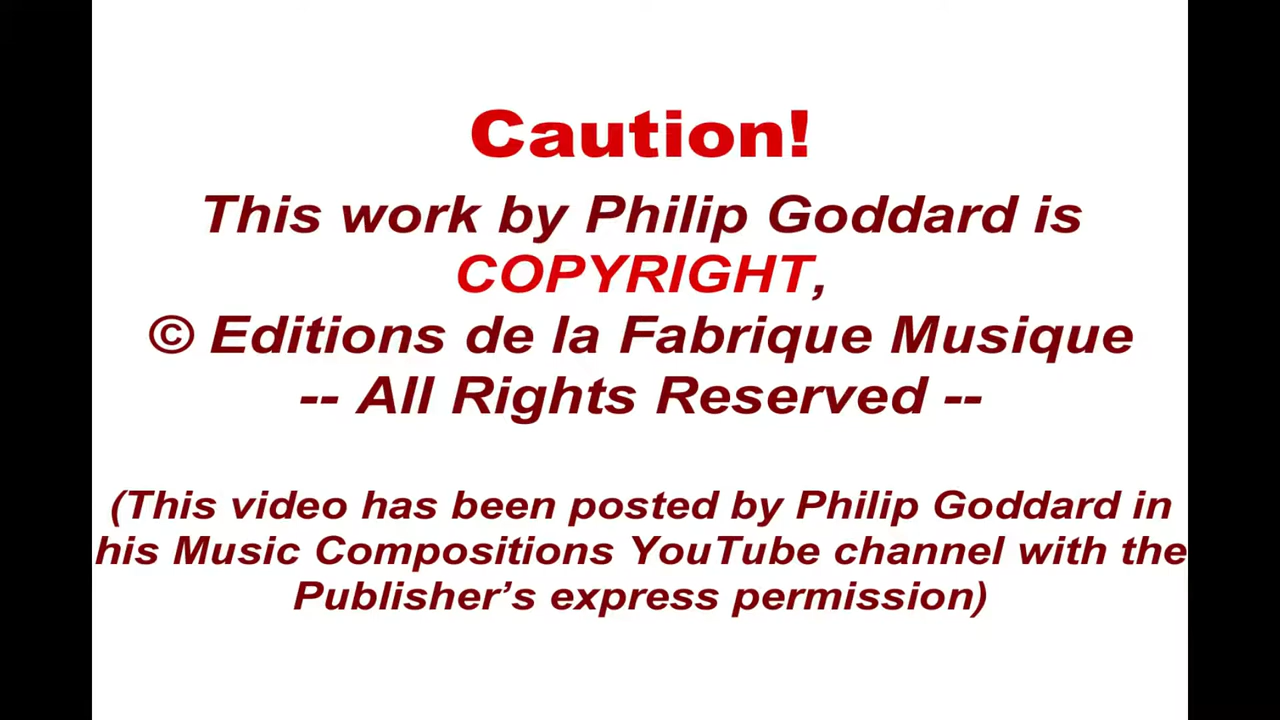 Caution!
This work by Philip Goddard is
COPYRIGHT,
© Editions de la Fabrique Musique
-- All Rights Reserved --
(This video has been posted by Philip Goddard in
his Music Compositions YouTube channel with the
Publisher’s express permission)